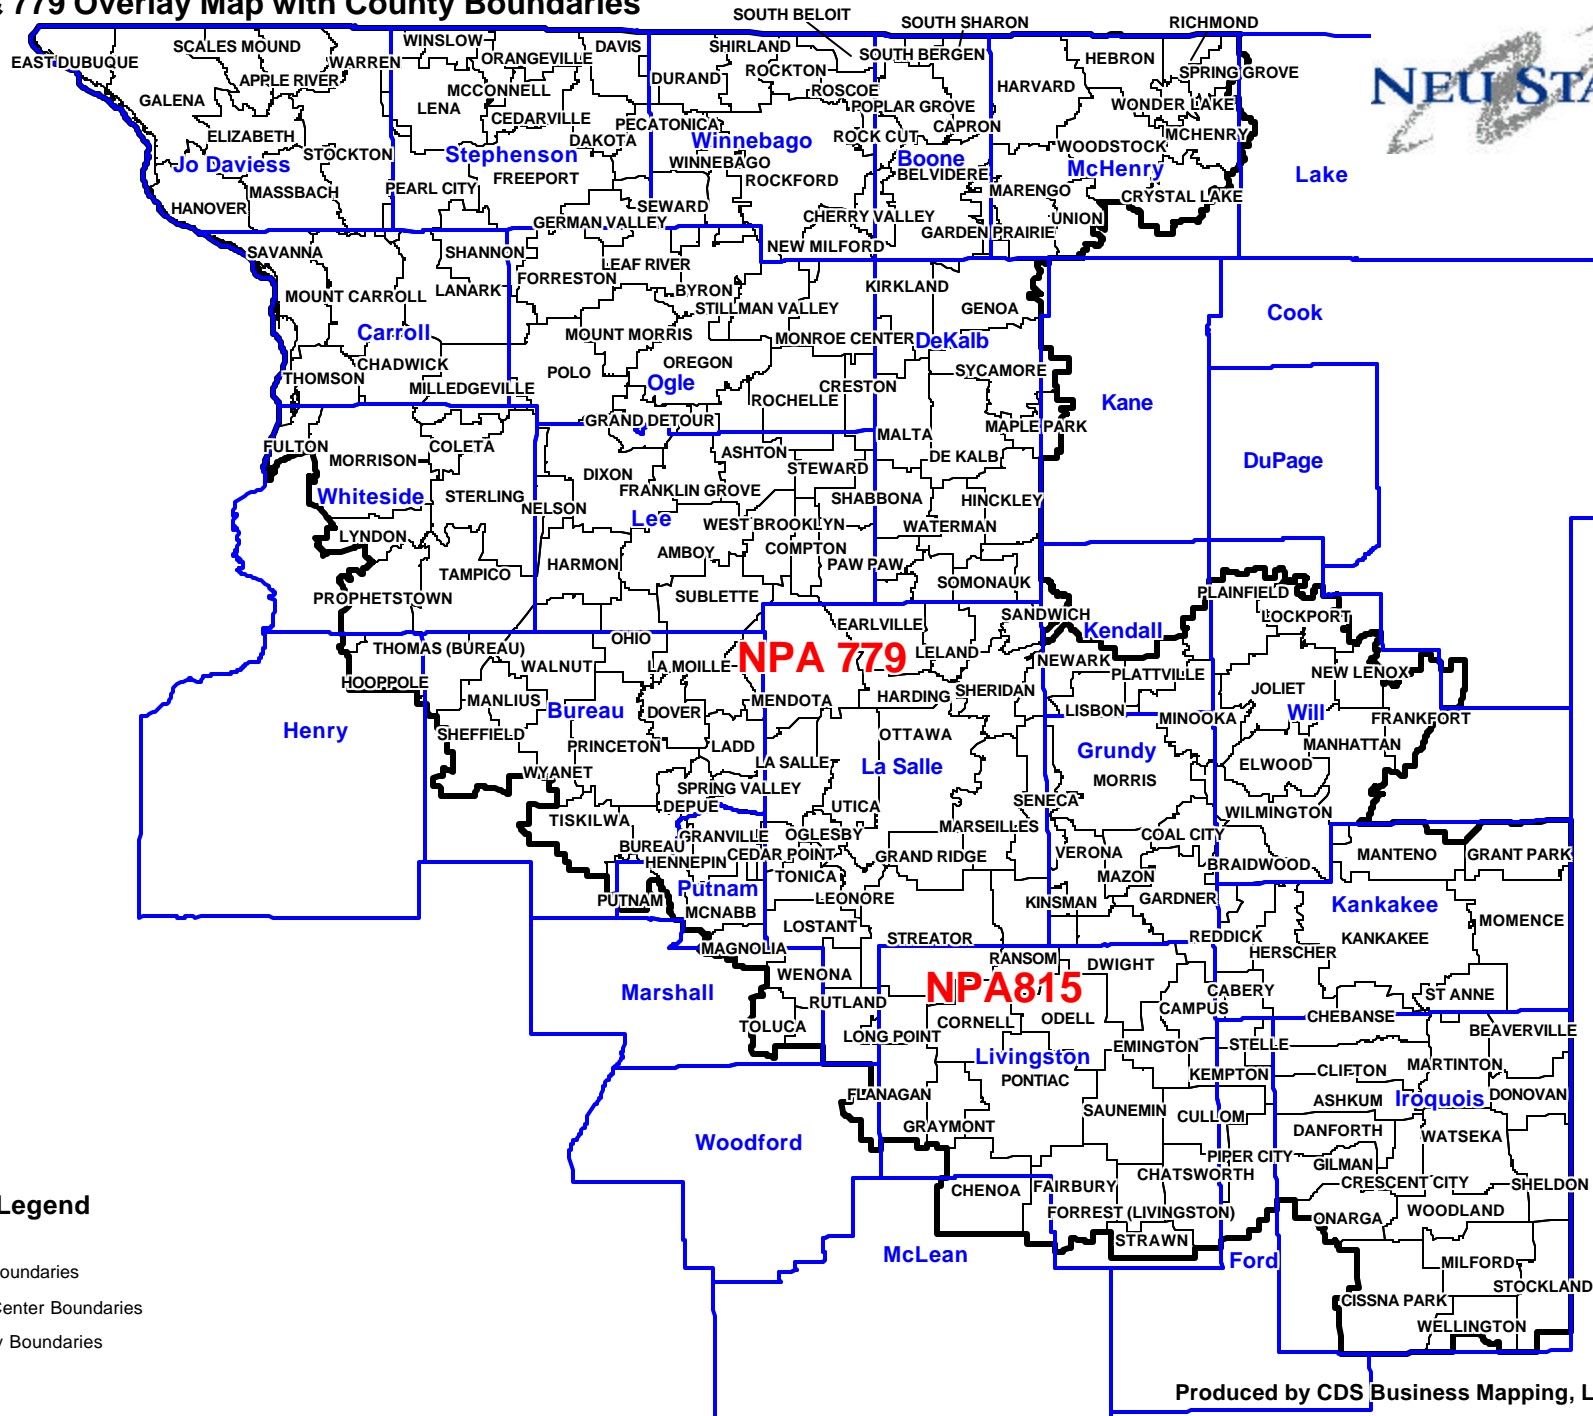 & 779 Overlay Map with County Boundaries
SOUTH BELOIT
SOUTH SHARON
RICHMOND
NEU STA
WINSLOW
DAVIS
SHIRLAND
SCALES MOUND
ORANGEVILLE
SOUTH BERGEN
HEBRON
EAST DUBUQUE
WARREN
ROCKTON
SPRING GROVE
APPLE RIVER
DURAND
MCCONNELL
ROSCOE
HARVARD
GALENA
LENA
POPLAR GROVE
WONDER LAKE
CEDARVILLE
PECATONICA
CAPRON
ELIZABETH
DAKOTA
Winnebago
ROCK CUT
MCHENRY
STOCKTON
Stephenson
WOODSTOCK
Jo Daviess
WINNEBAGO
Boone
McHenry
Lake
FREEPORT
ROCKFORD
BELVIDERE
MASSBACH
PEARL CITY
MARENGO
CRYSTAL LAKE
HANOVER
SEWARD
CHERRY VALLEY
UNION
GERMAN VALLEY
GARDEN PRAIRIE
SAVANNA
SHANNON
NEW MILFORD
LEAF RIVER
FORRESTON
KIRKLAND
MOUNT CARROLL
LANARK
BYRON
STILLMAN VALLEY
GENOA
Cook
Carroll
MOUNT MORRIS
MONROE CENTER
DeKalb
CHADWICK
OREGON
POLO
SYCAMORE
THOMSON
MILLEDGEVILLE
Ogle
CRESTON
ROCHELLE
Kane
GRAND DETOUR
MAPLE PARK
FULTON
COLETA
MALTA
MORRISON
ASHTON
DE KALB
DuPage
DIXON
STEWARD
Whiteside
STERLING
FRANKLIN GROVE
SHABBONA
HINCKLEY
NELSON
Lee
WEST BROOKLYN
WATERMAN
LYNDON
AMBOY
COMPTON
HARMON
PAW PAW
TAMPICO
SOMONAUK
PROPHETSTOWN
SUBLETTE
PLAINFIELD
SANDWICH
LOCKPORT
EARLVILLE
Kendall
OHIO
THOMAS (BUREAU)
NPA 779
LELAND
WALNUT
LA MOILLE
NEWARK
PLATTVILLE
NEW LENOX
HOOPPOLE
JOLIET
MANLIUS
MENDOTA
HARDING
SHERIDAN
Bureau
DOVER
LISBON
Will
Henry
SHEFFIELD
OTTAWA
MINOOKA
FRANKFORT
PRINCETON
LADD
Grundy
MANHATTAN
LA SALLE
La Salle
ELWOOD
WYANET
MORRIS
SPRING VALLEY
DEPUE
UTICA
SENECA
WILMINGTON
TISKILWA
MARSEILLES
GRANVILLE
OGLESBY
COAL CITY
BUREAU
CEDAR POINT
GRAND RIDGE
VERONA
MANTENO
GRANT PARK
HENNEPIN
BRAIDWOOD
TONICA
MAZON
Putnam
PUTNAM
LEONORE
KINSMAN
GARDNER
Kankakee
MCNABB
LOSTANT
MOMENCE
STREATOR
REDDICK
KANKAKEE
MAGNOLIA
RANSOM
HERSCHER
WENONA
DWIGHT
Marshall
NPA815
CABERY
ST ANNE
RUTLAND
CAMPUS
CHEBANSE
TOLUCA
CORNELL
ODELL
BEAVERVILLE
LONG POINT
EMINGTON
STELLE
Livingston
MARTINTON
CLIFTON
KEMPTON
PONTIAC
FLANAGAN
ASHKUM
Iroquois
DONOVAN
SAUNEMIN
CULLOM
GRAYMONT
DANFORTH
WATSEKA
Woodford
PIPER CITY
GILMAN
CHATSWORTH
CRESCENT CITY
SHELDON
CHENOA
FAIRBURY
Legend
FORREST (LIVINGSTON)
ONARGA
WOODLAND
STRAWN
McLean
Ford
MILFORD
oundaries
STOCKLAND
CISSNA PARK
Center Boundaries
WELLINGTON
y Boundaries
Produced by CDS Business Mapping, L